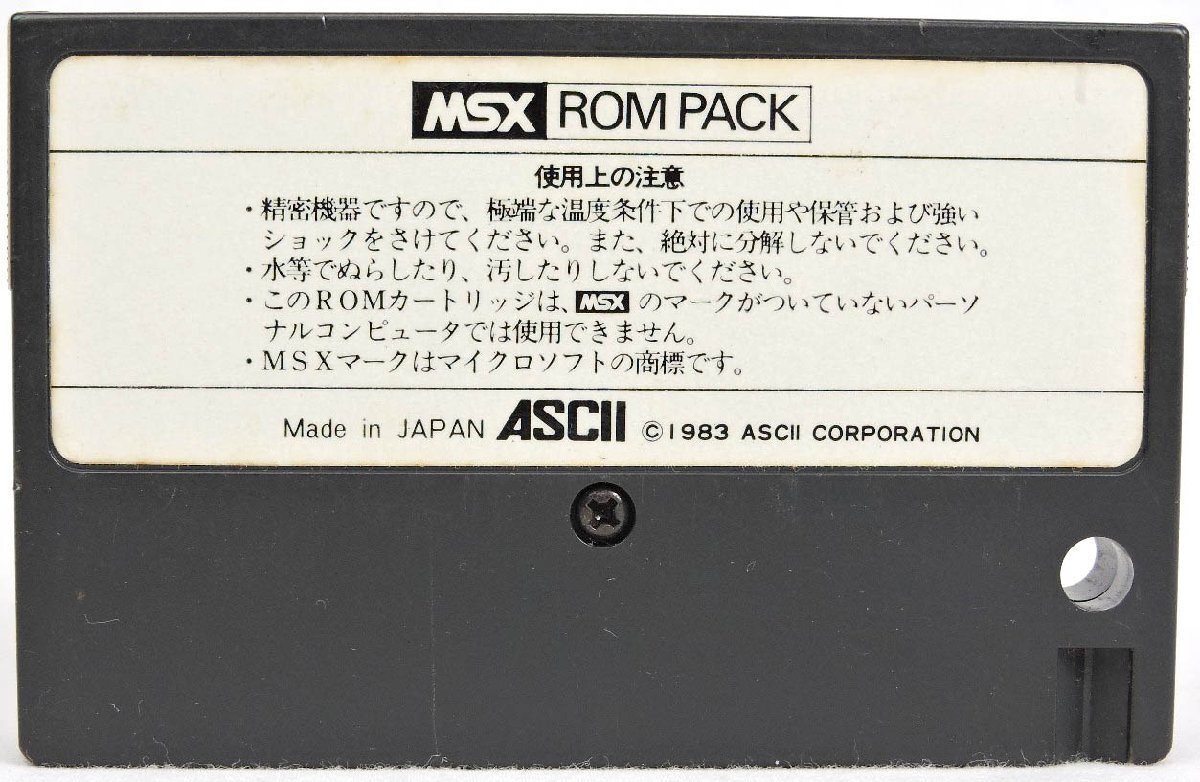 MSX ROM PACK
使用上の注意
・精密機器ですので、極端な温度条件下での使用や保管および強い
ショックをさけてください。また、絶対に分解しないでください。
・水等でぬらしたり、汚したりしないでください。
・このROMカートリッジは、MSXのマークがついていないパーソ
ナルコンピュータでは使用できません。
・MSXマークはマイクロソフトの商標です。
Made in JAPAN ASCII ©1983 ASCII CORPORATION